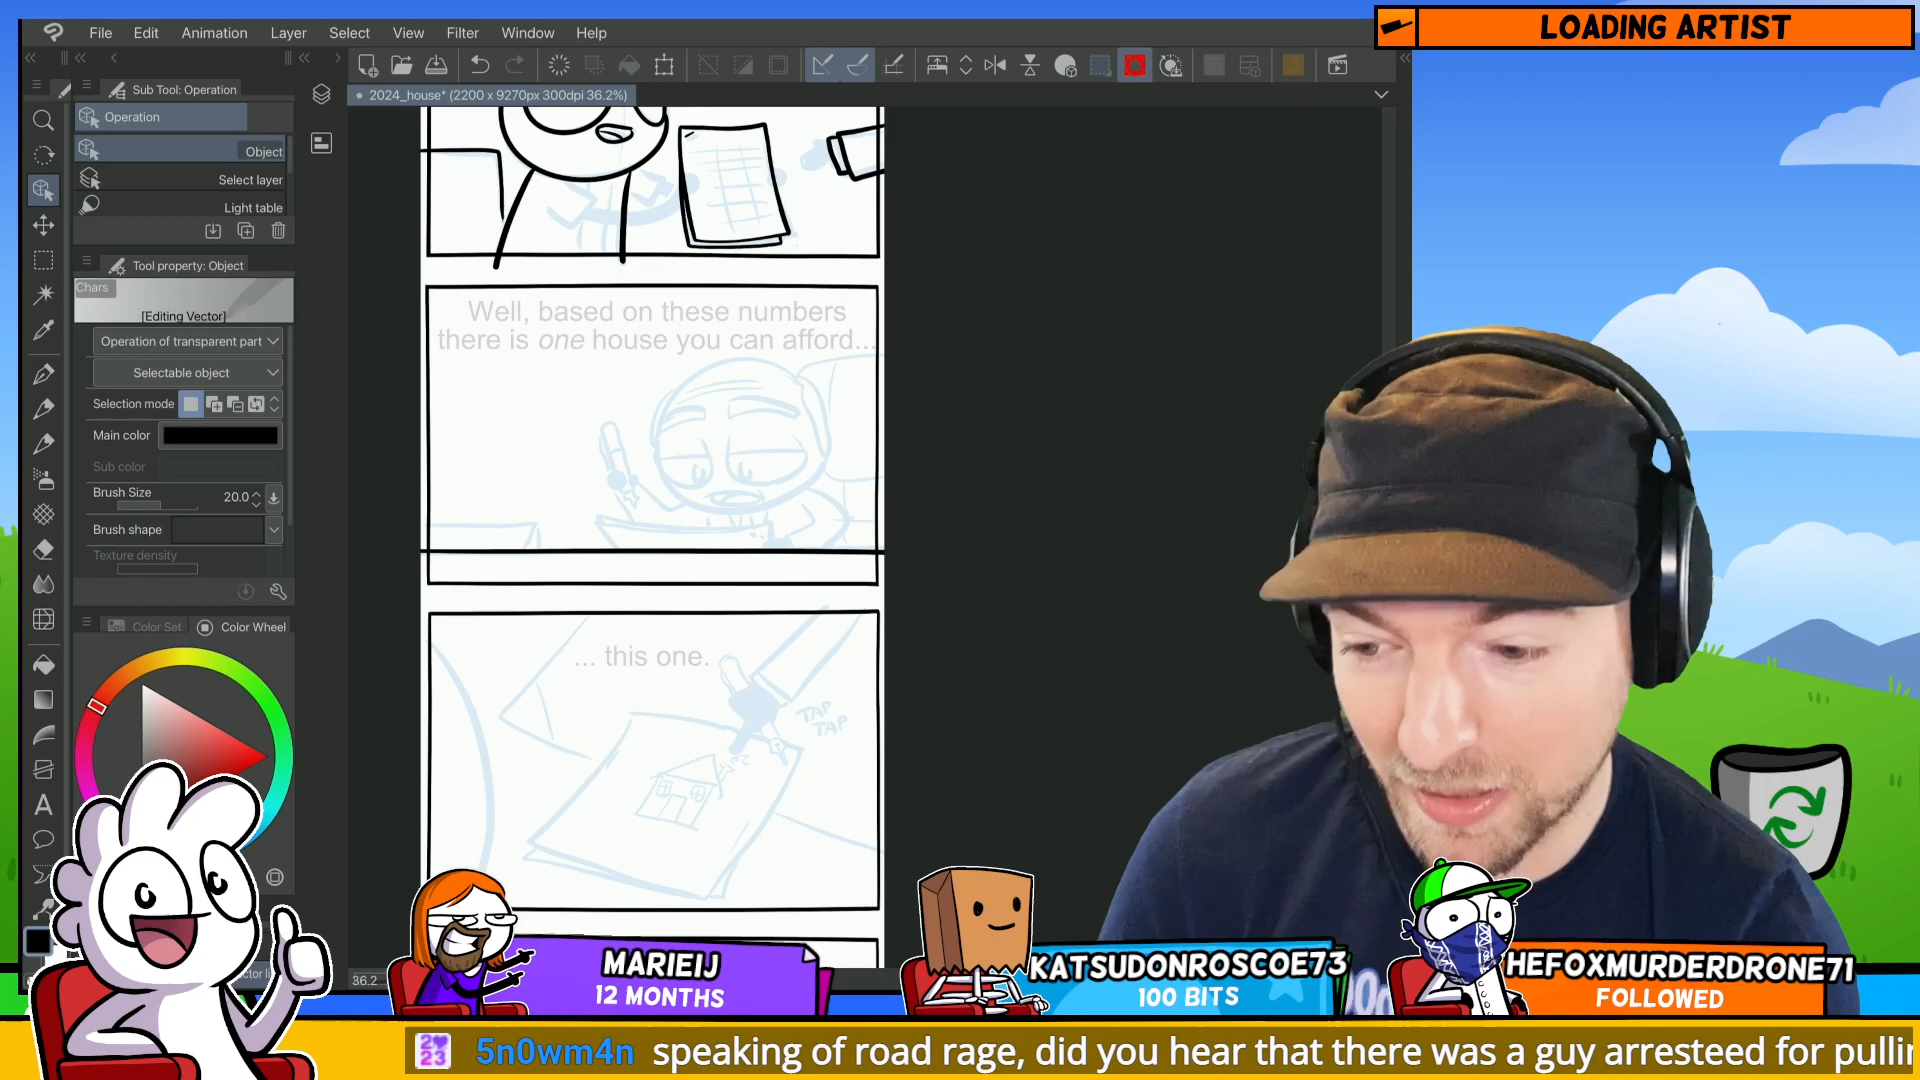 LOADING ARTIST
File Edit Animation Layer Select View Filter Window Help
Sub Tool: Operation
2024_house* (2200 x 9270px 300dpi 36.2%)
Operation
Object
Select layer
Light table
Tool property: Object
Chars
[Editing Vector]
Operation of transparent part
Selectable object
Selection mode
Main color
Sub color
Brush Size 20.0
Brush shape
Texture density
Color Set Color Wheel
Well, based on these numbers
there is one house you can afford...
... this one.
TAP
TAP
A
36.2
MARIEIJ
12 MONTHS
KATSUDONROSCOE73
100 BITS
HEFOXMURDERDRONE71
FOLLOWED
2023
5n0wm4n speaking of road rage, did you hear that there was a guy arresteed for pullin